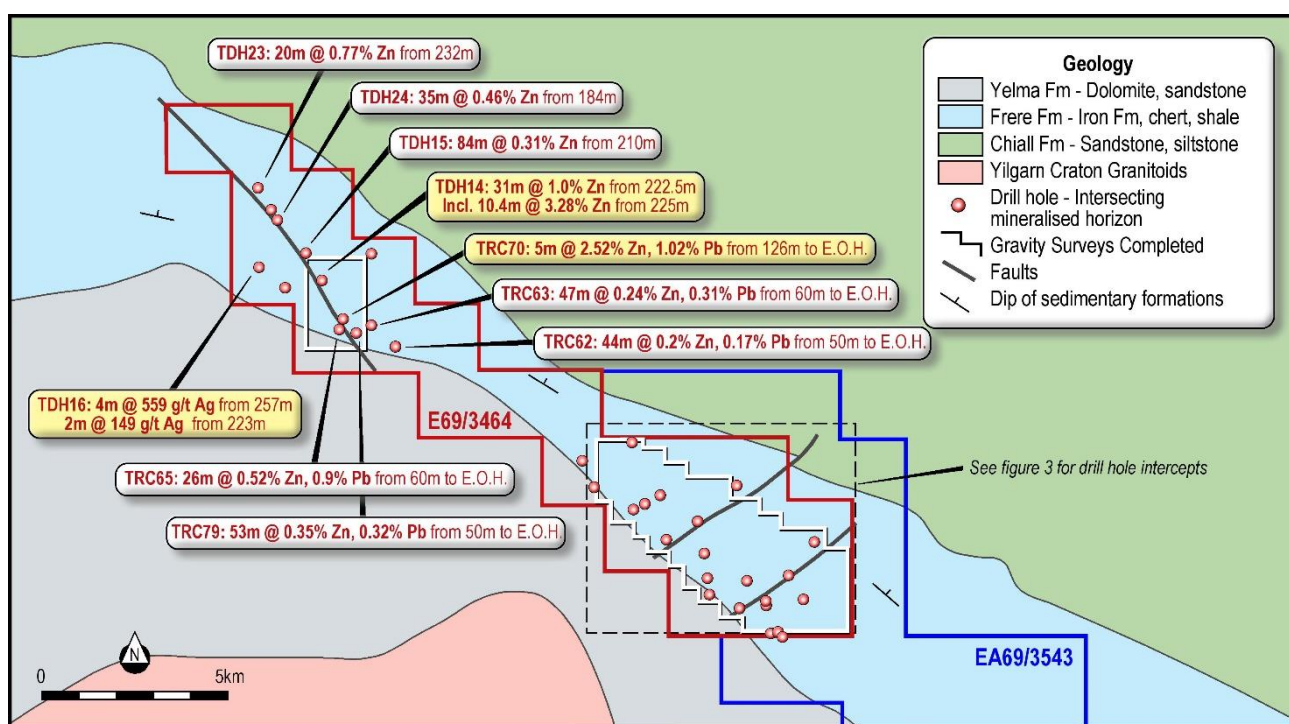 TDH23: 20m @ 0.77% Zn from 232m
TDH24: 35m @ 0.46% Zn from 184m
TDH15: 84m @ 0.31% Zn from 210m
TDH14: 31m @ 1.0% Zn from 222.5m
Incl. 10.4m @ 3.28% Zn from 225m
TRC70: 5m @ 2.52% Zn, 1.02% Pb from 126m to E.O.H.
TRC63: 47m @ 0.24% Zn, 0.31% Pb from 60m to E.O.H.
TRC62: 44m @ 0.2% Zn, 0.17% Pb from 50m to E.O.H.
TDH16: 4m @ 559 g/t Ag from 257m
2m @ 149 g/t Ag from 223m
TRC65: 26m @ 0.52% Zn, 0.9% Pb from 60m to E.O.H.
TRC79: 53m @ 0.35% Zn, 0.32% Pb from 50m to E.O.H.
E69/3464
EA69/3543
See figure 3 for drill hole intercepts
Geology
Yelma Fm - Dolomite, sandstone
Frere Fm - Iron Fm, chert, shale
Chiall Fm - Sandstone, siltstone
Yilgarn Craton Granitoids
Drill hole - Intersecting
mineralised horizon
Gravity Surveys Completed
Faults
Dip of sedimentary formations
N
0 5km